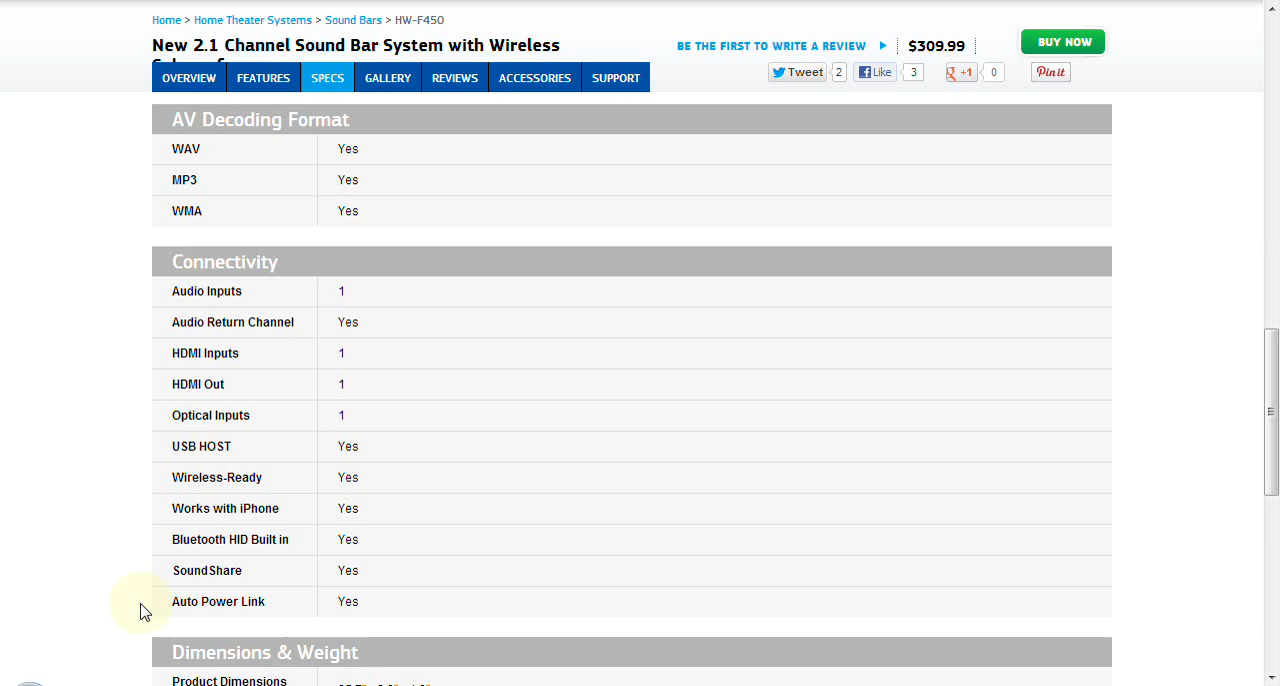 Home > Home Theater Systems > Sound Bars > HW-F450
New 2.1 Channel Sound Bar System with Wireless
BE THE FIRST TO WRITE A REVIEW
$309.99
BUY NOW
OVERVIEW FEATURES SPECS GALLERY REVIEWS ACCESSORIES SUPPORT
Tweet 2 Like 3 +1 0 Pin it
AV Decoding Format
WAV Yes
MP3 Yes
WMA Yes
Connectivity
Audio Inputs 1
Audio Return Channel Yes
HDMI Inputs 1
HDMI Out 1
Optical Inputs 1
USB HOST Yes
Wireless-Ready Yes
Works with iPhone Yes
Bluetooth HID Built in Yes
SoundShare Yes
Auto Power Link Yes
Dimensions & Weight
Product Dimensions